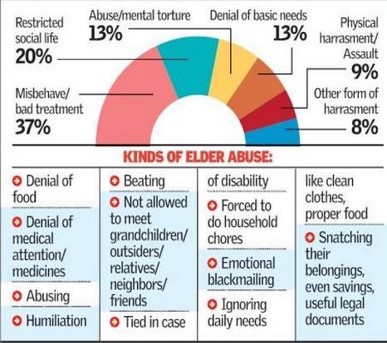 Restricted
social life
20%
Abuse/mental torture
13%
Denial of basic needs
13%
Physical
harrasment/
Assault
9%
Misbehave/
bad treatment
37%
Other form of
harrasment
8%
KINDS OF ELDER ABUSE:
Denial of
food
Denial of
medical
attention/
medicines
Abusing
Humiliation
Beating
Not allowed
to meet
grandchildren/
outsiders/
relatives/
neighbors/
friends
Tied in case
of disability
Forced to
do household
chores
Emotional
blackmailing
Ignoring
daily needs
like clean
clothes,
proper food
Snatching
their
belongings,
even savings,
useful legal
documents